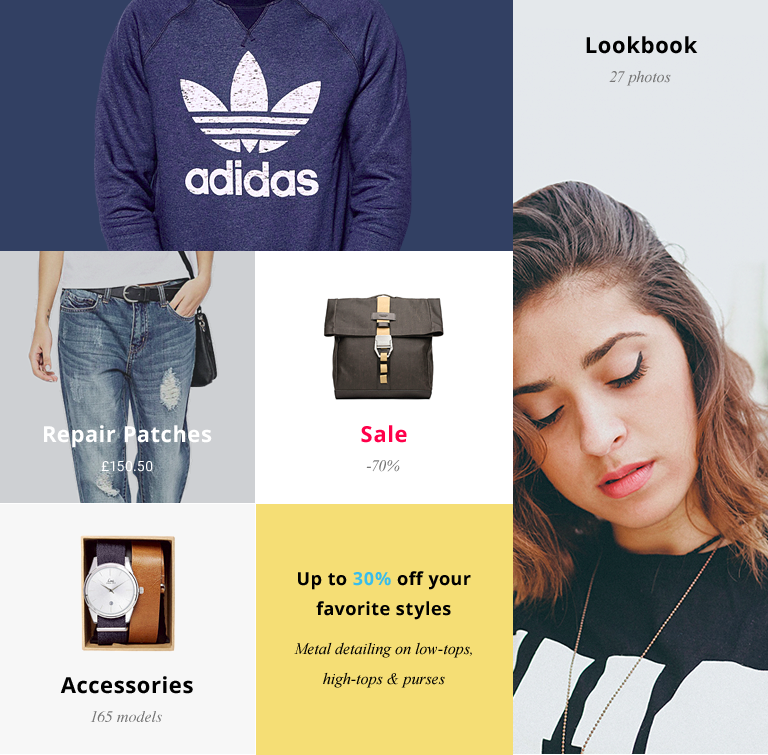 adidas
Lookbook
27 photos
Repair Patches
£150.50
Sale
-70%
Accessories
165 models
Up to 30% off your
favorite styles
Metal detailing on low-tops,
high-tops & purses